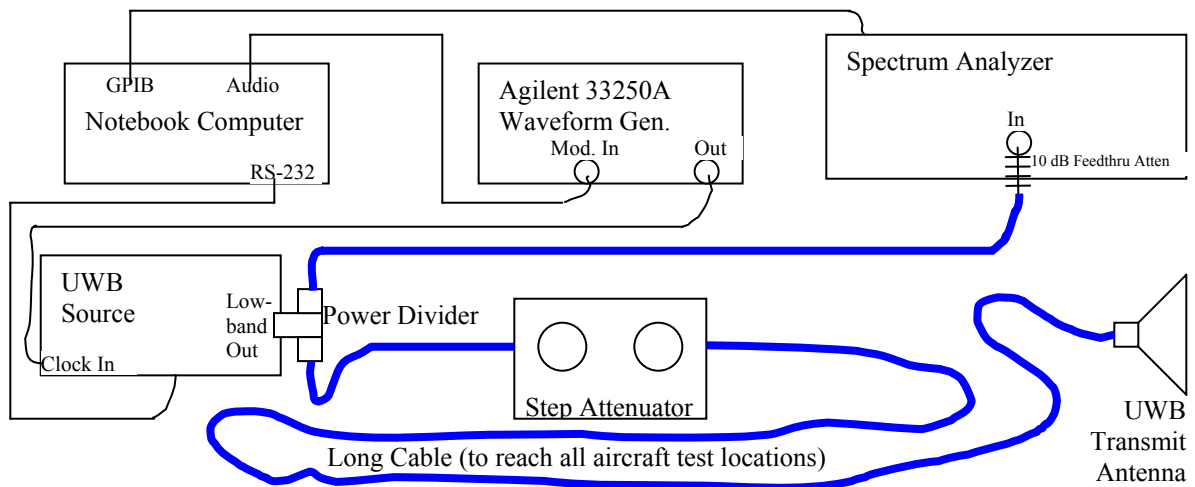 GPIB
Audio
Notebook Computer
RS-232
Agilent 33250A
Waveform Gen.
Mod. In
Out
Spectrum Analyzer
In
10 dB Feedthru Atten
UWB
Source
Low-
band
Out
Clock In
Power Divider
Step Attenuator
Long Cable (to reach all aircraft test locations)
UWB
Transmit
Antenna